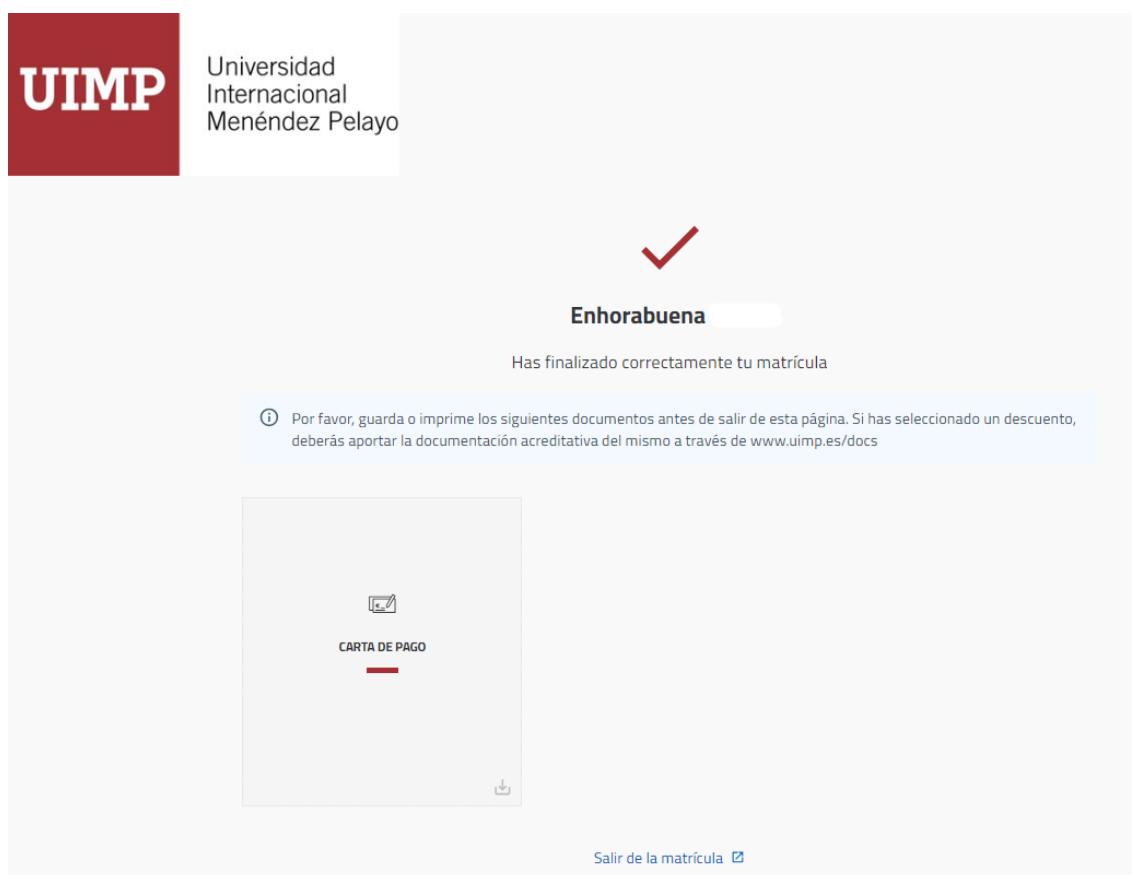 UIMP
Universidad
Internacional
Menéndez Pelayo
Enhorabuena
Has finalizado correctamente tu matrícula
Por favor, guarda o imprime los siguientes documentos antes de salir de esta página. Si has seleccionado un descuento,
deberás aportar la documentación acreditativa del mismo a través de www.uimp.es/docs
CARTA DE PAGO
Salir de la matrícula